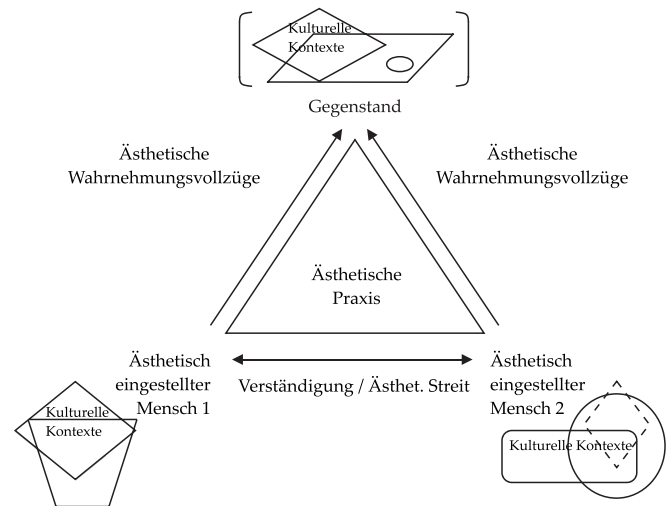 Kulturelle
Kontexte
Gegenstand
Ästhetische
Wahrnehmungsvollzüge
Ästhetische
Wahrnehmungsvollzüge
Ästhetische
Praxis
Ästhetisch
eingestellter
Mensch 1
Verständigung / Ästhet. Streit
Ästhetisch
eingestellter
Mensch 2
Kulturelle
Kontexte
Kulturelle Kontexte